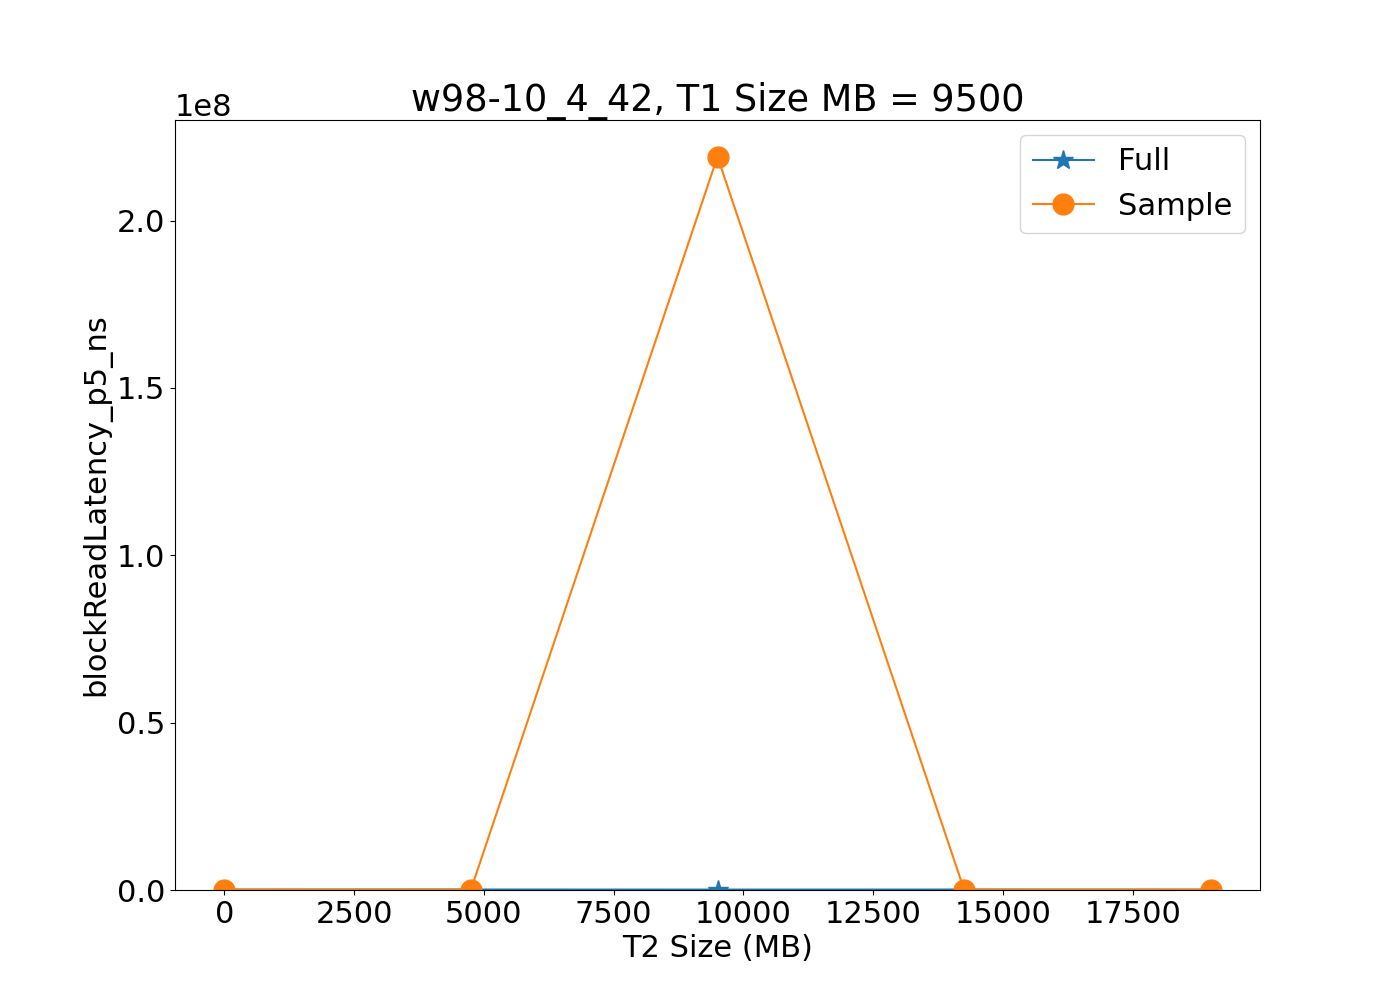 w98-10_4_42, T1 Size MB = 9500
1e8
Full
Sample
2.0
1.5
1.0
0.5
0.0
blockReadLatency_p5_ns
0 2500 5000 7500 10000 12500 15000 17500
T2 Size (MB)